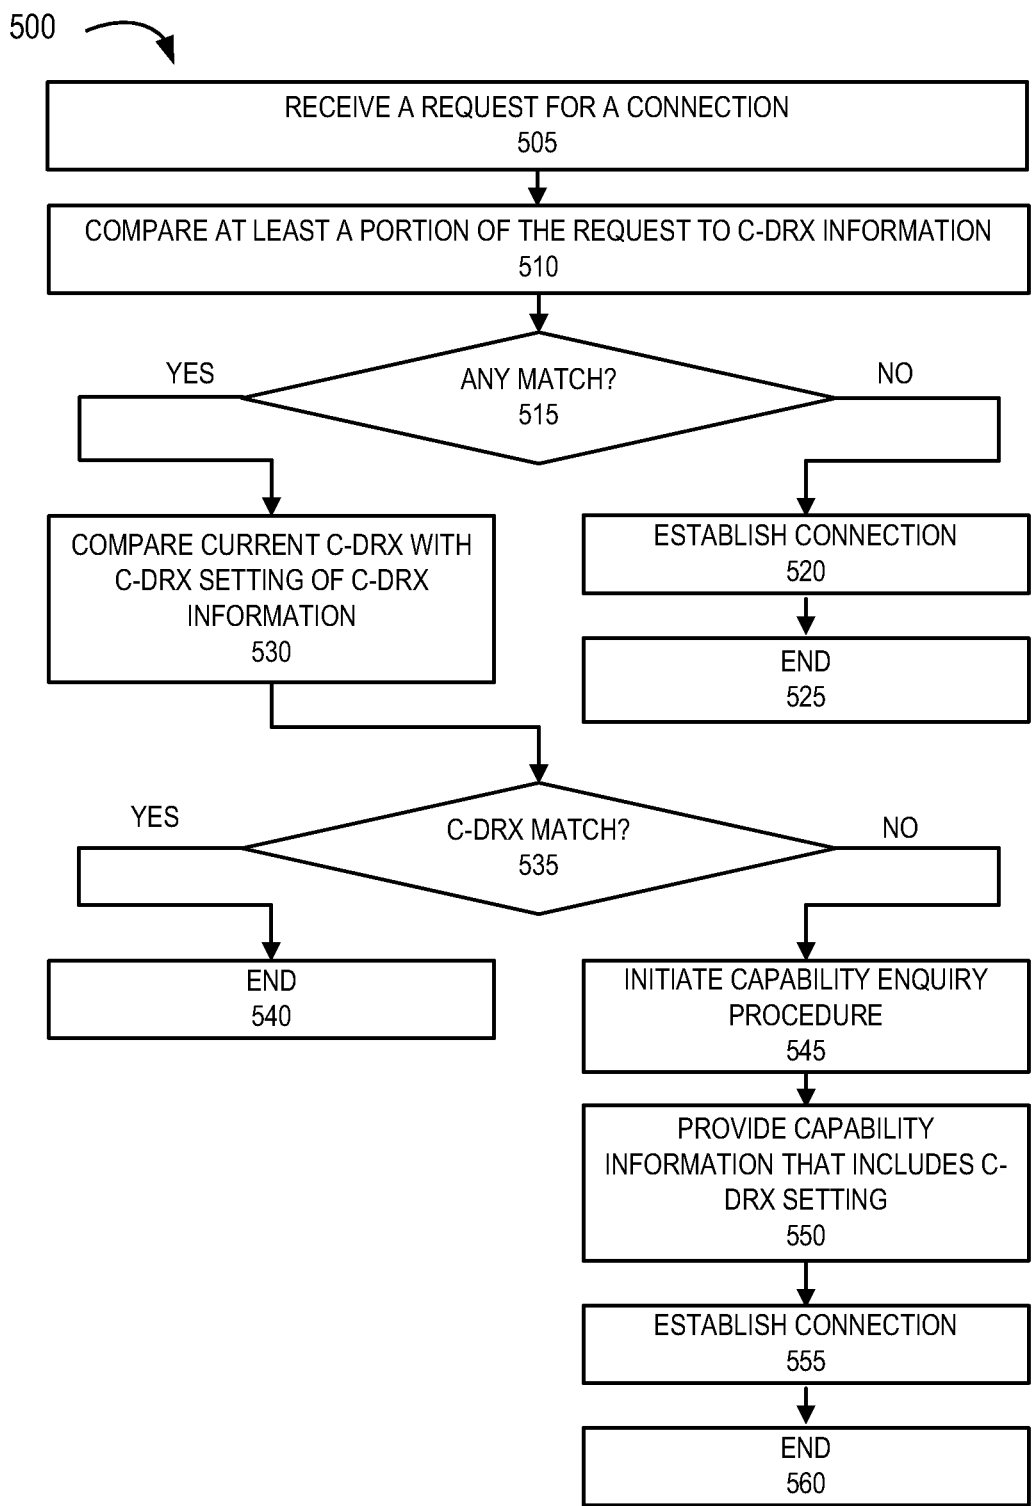 500
RECEIVE A REQUEST FOR A CONNECTION
505
COMPARE AT LEAST A PORTION OF THE REQUEST TO C-DRX INFORMATION
510
YES
ANY MATCH?
NO
515
COMPARE CURRENT C-DRX WITH
C-DRX SETTING OF C-DRX
INFORMATION
530
ESTABLISH CONNECTION
520
END
525
YES
C-DRX MATCH?
NO
535
END
540
INITIATE CAPABILITY ENQUIRY
PROCEDURE
545
PROVIDE CAPABILITY
INFORMATION THAT INCLUDES C-
DRX SETTING
550
ESTABLISH CONNECTION
555
END
560